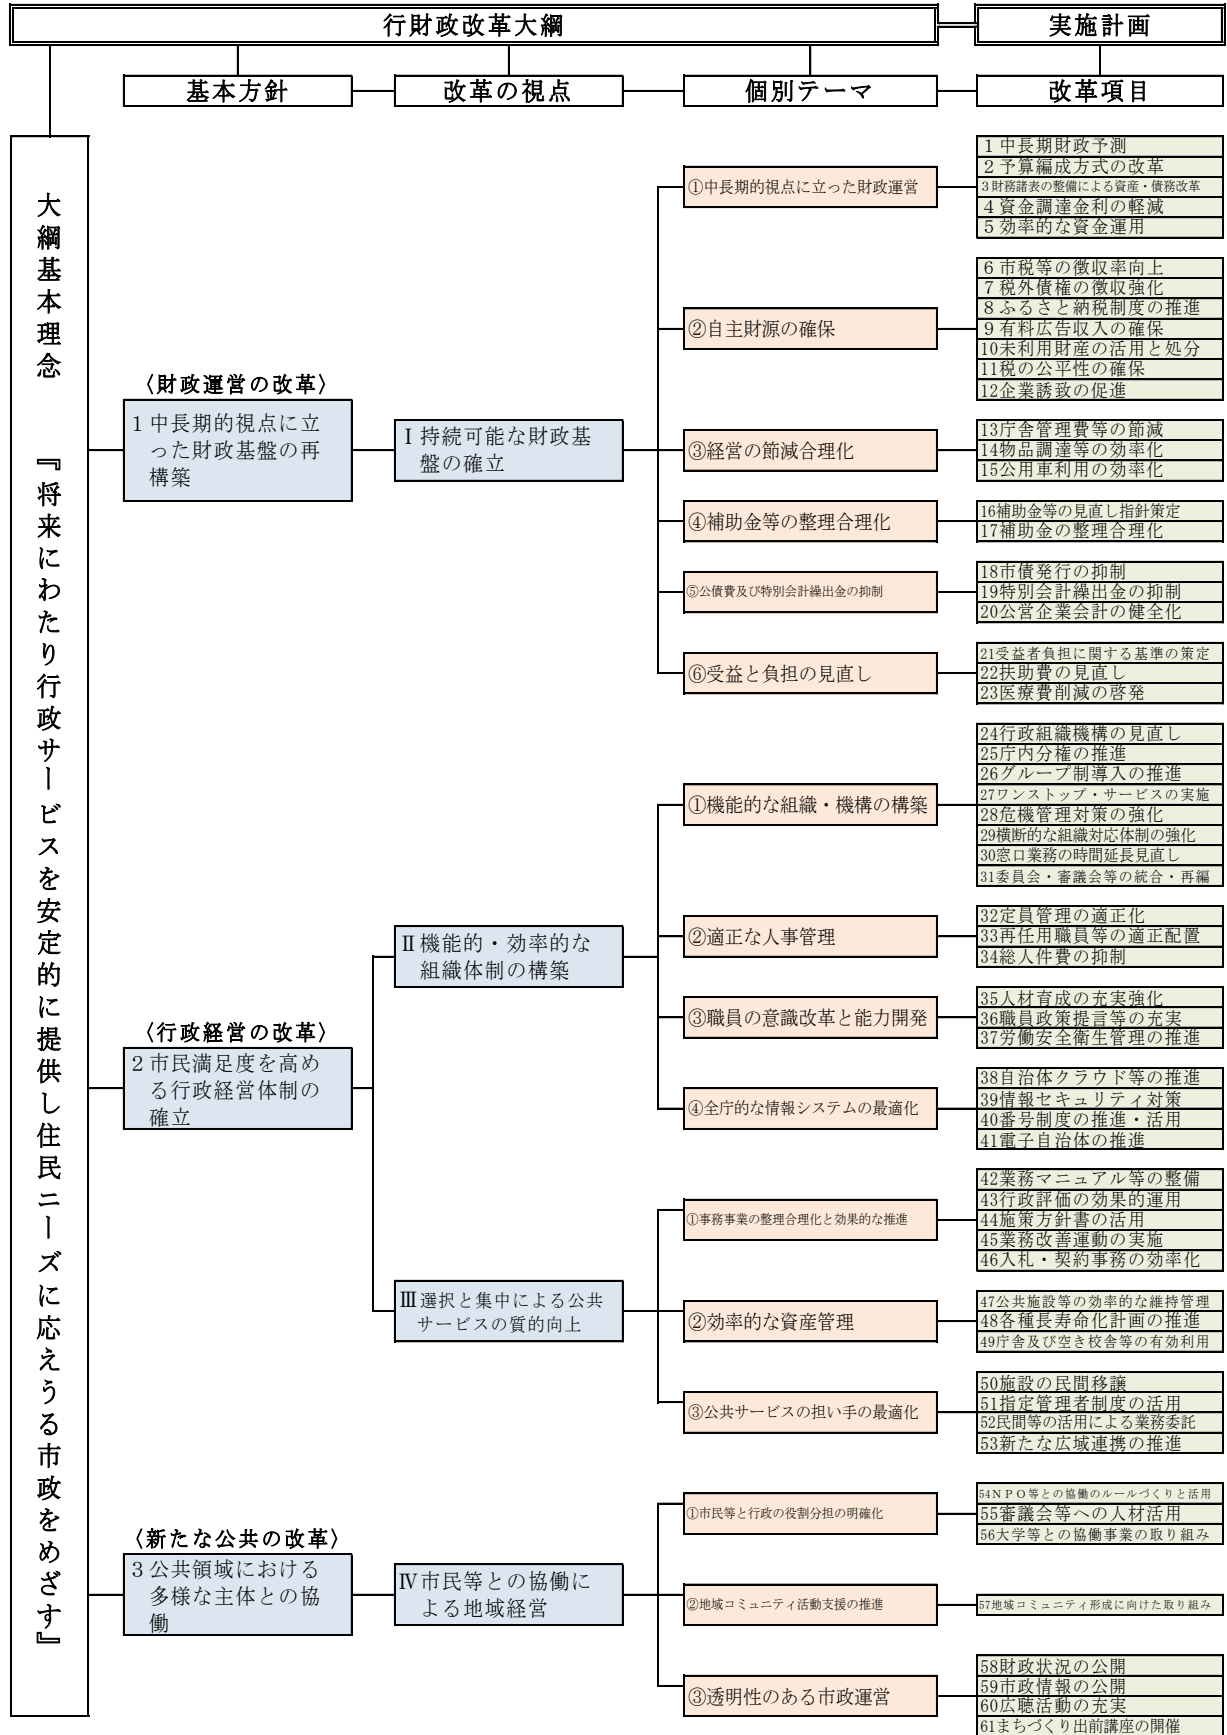 行財政改革大綱
実施計画
基本方針
改革の視点
個別テーマ
改革項目
大綱基本理念 『将来にわたり行政サービスを安定的に提供し住民ニーズに応えうる市政をめざす』
〈財政運営の改革〉
1 中長期的視点に立
った財政基盤の再
構築
Ⅰ 持続可能な財政基
盤の確立
①中長期的視点に立った財政運営
1 中長期財政予測
2 予算編成方式の改革
3 財務諸表の整備による資産・債務改革
4 資金調達金利の軽減
5 効率的な資金運用
②自主財源の確保
6 市税等の徴収率向上
7 税外債権の徴収強化
8 ふるさと納税制度の推進
9 有料広告収入の確保
10未利用財産の活用と処分
11税の公平性の確保
12企業誘致の促進
③経営の節減合理化
13庁舎管理費等の節減
14物品調達等の効率化
15公用車利用の効率化
④補助金等の整理合理化
16補助金等の見直し指針策定
17補助金の整理合理化
⑤公債費及び特別会計繰出金の抑制
18市債発行の抑制
19特別会計繰出金の抑制
20公営企業会計の健全化
⑥受益と負担の見直し
21受益者負担に関する基準の策定
22扶助費の見直し
23医療費削減の啓発
〈行政経営の改革〉
2 市民満足度を高め
る行政経営体制の
確立
Ⅱ 機能的・効率的な
組織体制の構築
①機能的な組織・機構の構築
24行政組織機構の見直し
25庁内分権の推進
26グループ制導入の推進
27ワンストップ・サービスの実施
28危機管理対策の強化
29横断的な組織対応体制の強化
30窓口業務の時間延長見直し
31委員会・審議会等の統合・再編
②適正な人事管理
32定員管理の適正化
33再任用職員等の適正配置
34総人件費の抑制
③職員の意識改革と能力開発
35人材育成の充実強化
36職員政策提言等の充実
37労働安全衛生管理の推進
④全庁的な情報システムの最適化
38自治体クラウド等の推進
39情報セキュリティ対策
40番号制度の推進・活用
41電子自治体の推進
Ⅲ 選択と集中による公共
サービスの質的向上
①事務事業の整理合理化と効果的な推進
42業務マニュアル等の整備
43行政評価の効果的運用
44施策方針書の活用
45業務改善運動の実施
46入札・契約事務の効率化
②効率的な資産管理
47公共施設等の効率的な維持管理
48各種長寿命化計画の推進
49庁舎及び空き校舎等の有効利用
③公共サービスの担い手の最適化
50施設の民間移譲
51指定管理者制度の活用
52民間等の活用による業務委託
53新たな広域連携の推進
〈新たな公共の改革〉
3 公共領域における
多様な主体との協
働
Ⅳ 市民等との協働に
よる地域経営
①市民等と行政の役割分担の明確化
54NPO等との協働のルールづくりと活用
55審議会等への人材活用
56大学等との協働事業の取り組み
②地域コミュニティ活動支援の推進
57地域コミュニティ形成に向けた取り組み
③透明性のある市政運営
58財政状況の公開
59市政情報の公開
60広聴活動の充実
61まちづくり出前講座の開催